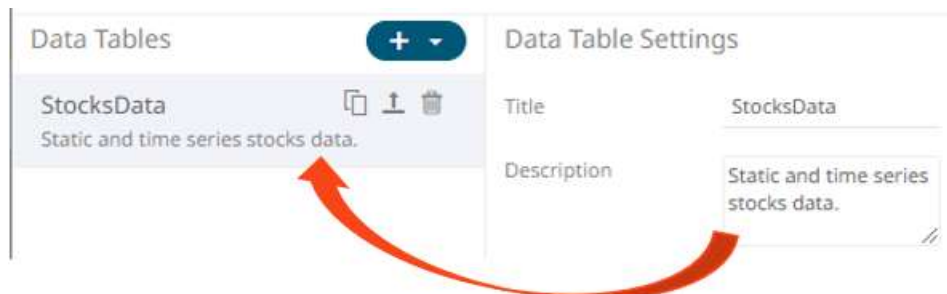 Data Tables
StocksData
Static and time series stocks data.
Data Table Settings
Title
StocksData
Description
Static and time series
stocks data.